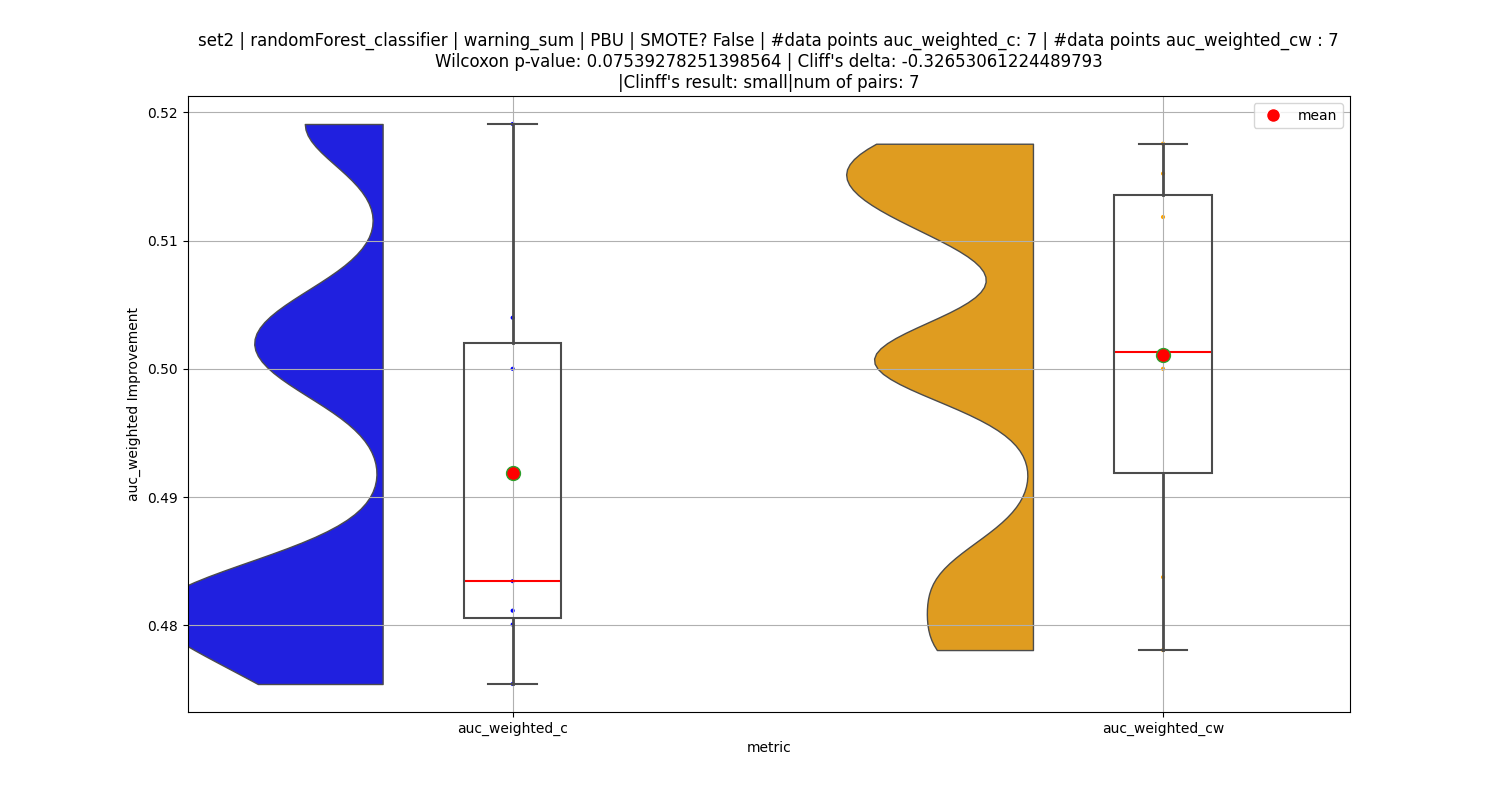 set2 | randomForest_classifier | warning_sum | PBU | SMOTE? False | #data points auc_weighted_c: 7 | #data points auc_weighted_cw : 7
Wilcoxon p-value: 0.07539278251398564 | Cliff's delta: -0.32653061224489793
|Clinff's result: small|num of pairs: 7
mean
0.52
0.51
0.50
0.49
0.48
auc_weighted Improvement
auc_weighted_c
auc_weighted_cw
metric